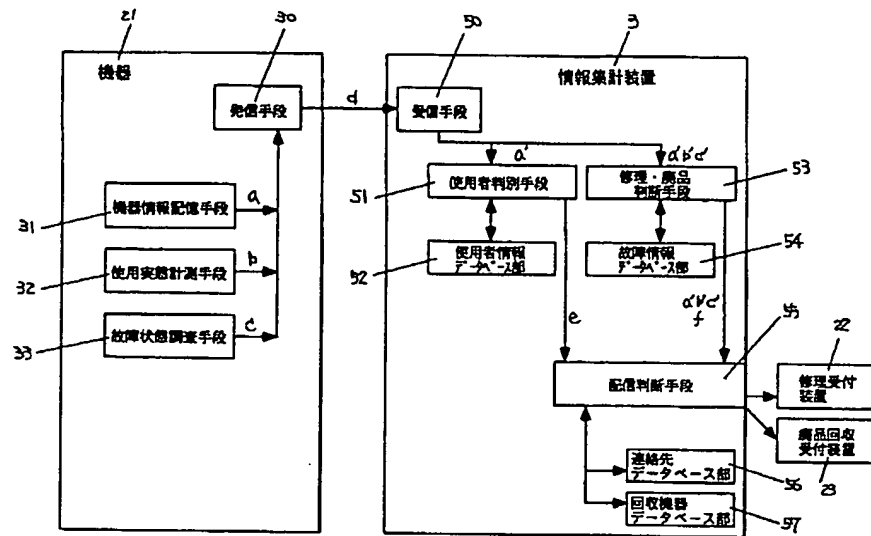 21
機器
30
発信手段
d
31
機器情報記憶手段
a
32
使用実態計測手段
b
33
故障状態調査手段
c
50
3
情報集計装置
受信手段
a'
a'b'c'
51
使用者判別手段
53
修理・廃品
判断手段
52
使用者情報
データベース部
54
故障情報
データベース部
e
a'b'c'
f
55
配信判断手段
22
修理受付
装置
廃品回収
受付装置
23
連絡先
データベース部
56
回収機器
データベース部
57